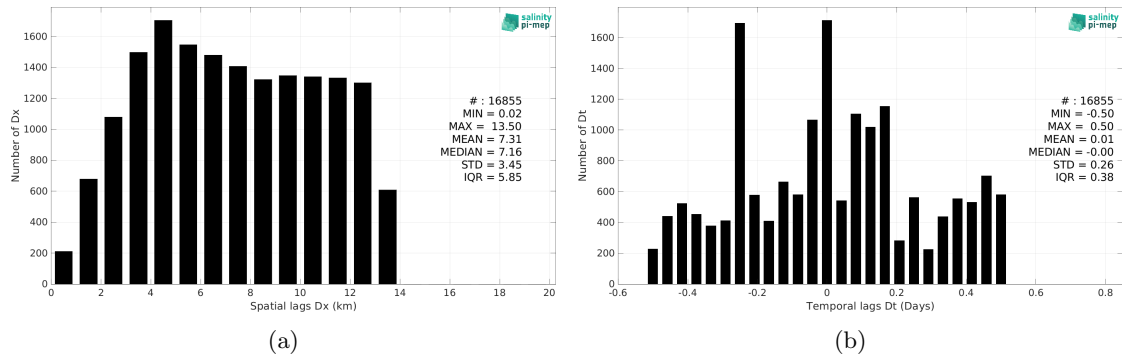 salinity
pi-mep
1600
1400
1200
1000
800
600
400
200
0
Number of Dx
# : 16855
MIN = 0.02
MAX = 13.50
MEAN = 7.31
MEDIAN = 7.16
STD = 3.45
IQR = 5.85
0 2 4 6 8 10 12 14 16 18 20
Spatial lags Dx (km)
(a)
salinity
pi-mep
1600
1400
1200
1000
800
600
400
200
0
Number of Dt
# : 16855
MIN = -0.50
MAX = 0.50
MEAN = 0.01
MEDIAN = -0.00
STD = 0.26
IQR = 0.38
-0.6 -0.4 -0.2 0 0.2 0.4 0.6 0.8
Temporal lags Dt (Days)
(b)